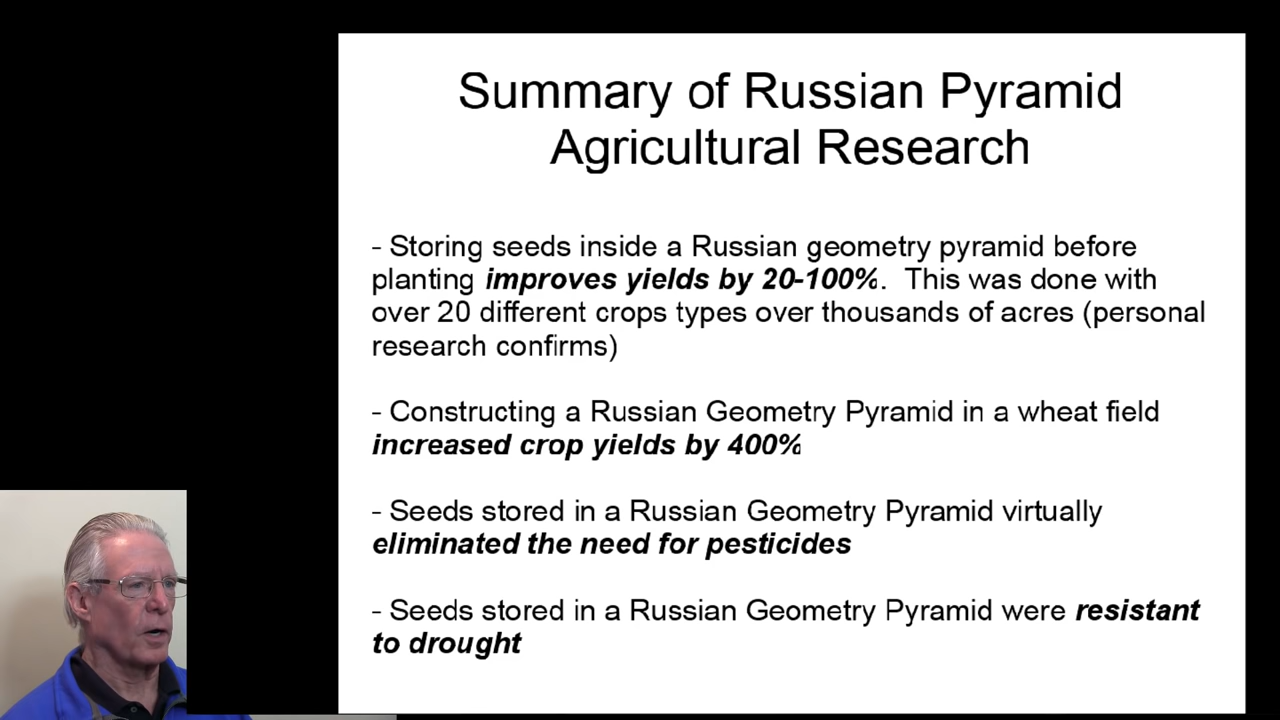 Summary of Russian Pyramid
Agricultural Research
- Storing seeds inside a Russian geometry pyramid before
planting improves yields by 20-100%.  This was done with
over 20 different crops types over thousands of acres (personal
research confirms)
- Constructing a Russian Geometry Pyramid in a wheat field
increased crop yields by 400%
- Seeds stored in a Russian Geometry Pyramid virtually
eliminated the need for pesticides
- Seeds stored in a Russian Geometry Pyramid were resistant
to drought